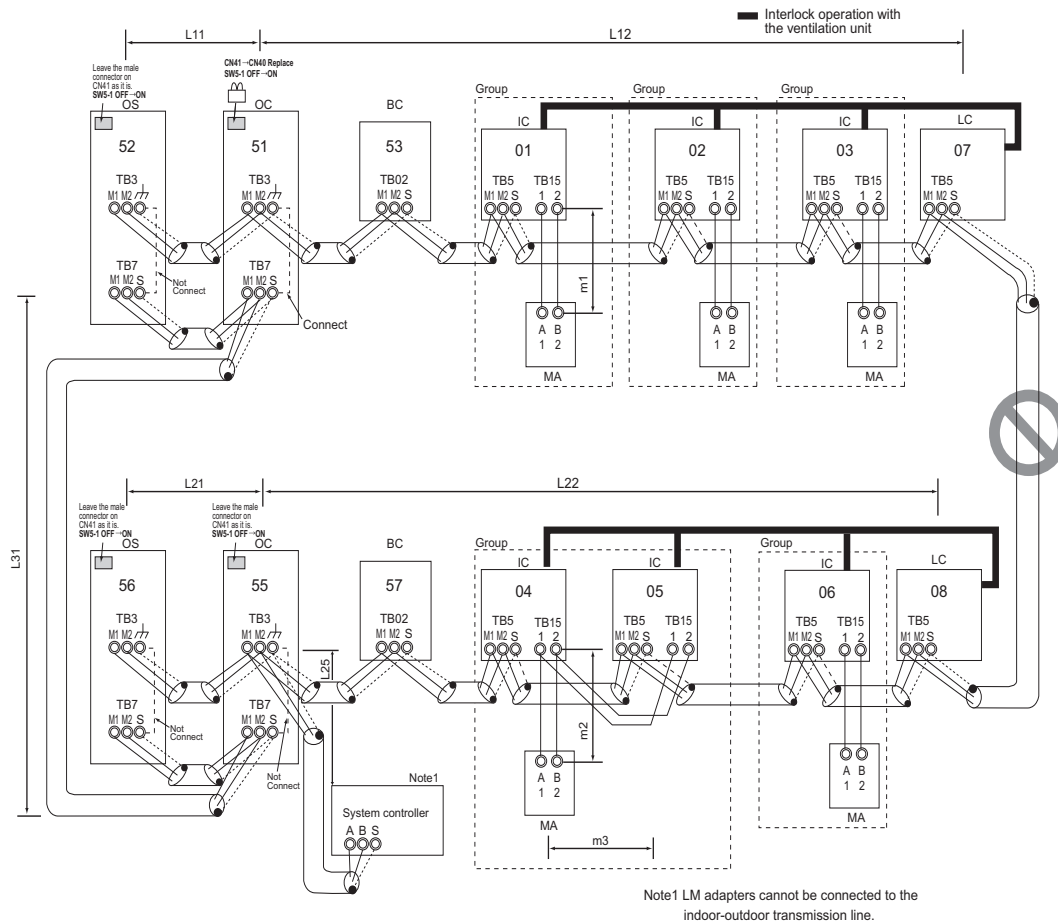 Interlock operation with
the ventilation unit
L11
L12
Leave the male
connector on
CN41 as it is.
SW5-1 OFF→ON
CN41→CN40 Replace
SW5-1 OFF→ON
OS
OC
BC
Group
Group
Group
IC
IC
IC
LC
52
51
53
01
02
03
07
TB3
TB3
TB02
TB5
TB15
TB5
TB15
TB5
TB15
TB5
M1 M2
M1 M2
M1 M2 S
M1 M2 S
1 2
M1 M2 S
1 2
M1 M2 S
1 2
M1 M2 S
TB7
TB7
M1 M2 S
M1 M2 S
Not
Connect
Connect
m1
A B
1 2
A B
1 2
A B
1 2
MA
MA
MA
L31
L21
L22
Leave the male
connector on
CN41 as it is.
SW5-1 OFF→ON
Leave the male
connector on
CN41 as it is.
SW5-1 OFF→ON
OS
OC
BC
Group
Group
IC
IC
IC
LC
56
55
57
04
05
06
08
TB3
TB3
TB02
TB5
TB15
TB5
TB15
TB5
TB15
TB5
M1 M2
M1 M2
M1 M2 S
M1 M2 S
1 2
M1 M2 S
1 2
M1 M2 S
1 2
M1 M2 S
L25
TB7
TB7
M1 M2 S
M1 M2 S
Not
Connect
Not
Connect
m2
A B
1 2
A B
1 2
MA
MA
Note1
System controller
A B S
m3
Note1 LM adapters cannot be connected to the
indoor-outdoor transmission line.